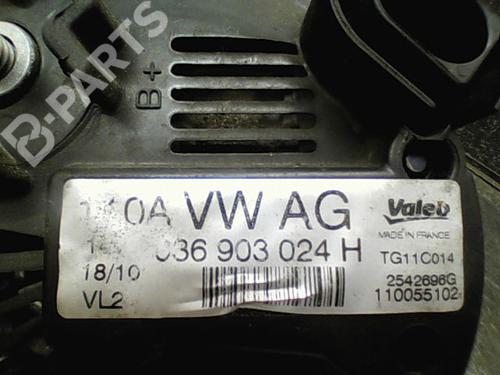 B-PARTS
B+
VW AG
Valeo
MADE IN FRANCE
036 903 024 H
TG11C014
18/10
2542696G
VL2
110055102